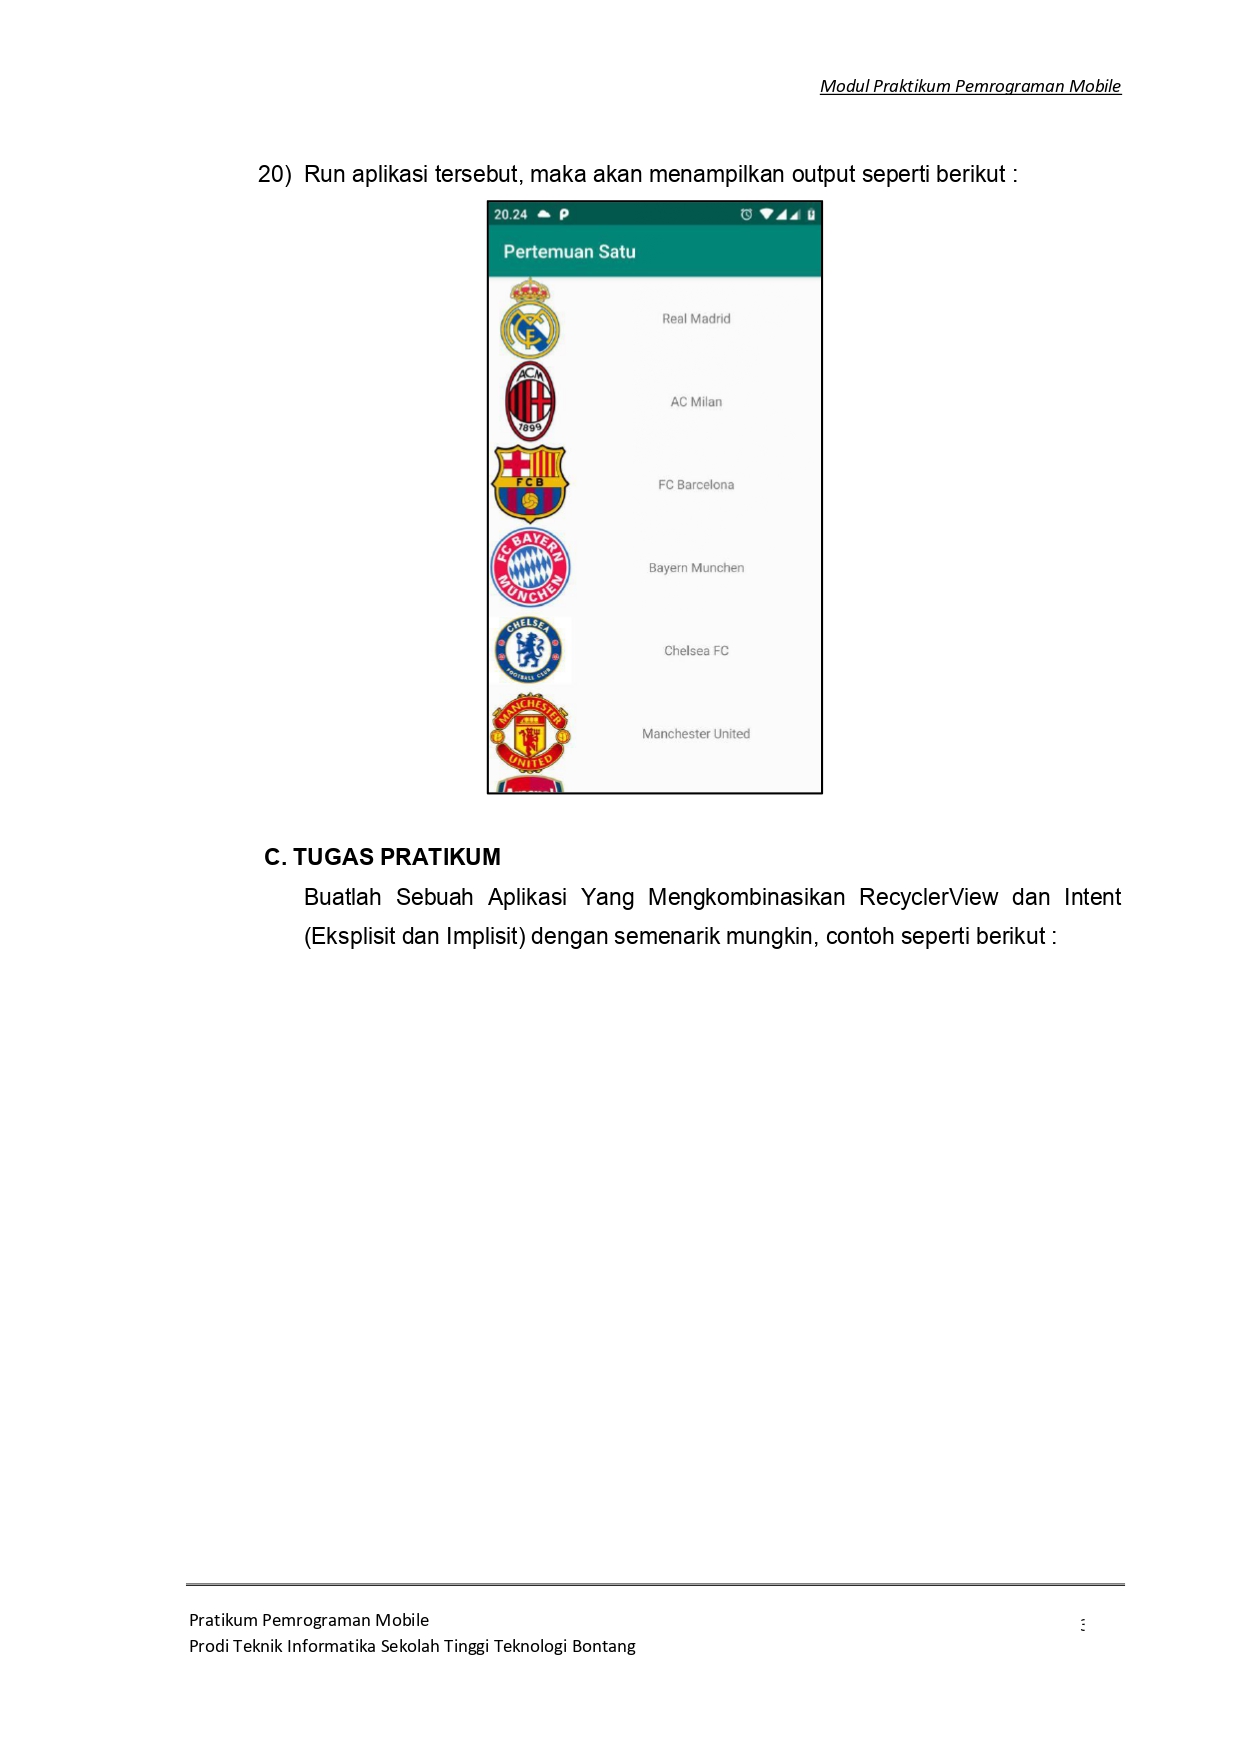 Modul Praktikum Pemrograman Mobile
20) Run aplikasi tersebut, maka akan menampilkan output seperti berikut :
20.24
Pertemuan Satu
Real Madrid
ACM
1899
AC Milan
FCB
FC Barcelona
FC BAYERN
MÜNCHEN
Bayern Munchen
CHELSEA
FOOTBALL CLUB
Chelsea FC
MANCHESTER
UNITED
Manchester United
C. TUGAS PRATIKUM
Buatlah Sebuah Aplikasi Yang Mengkombinasikan RecyclerView dan Intent
(Eksplisit dan Implisit) dengan semenarik mungkin, contoh seperti berikut :
Pratikum Pemrograman Mobile
Prodi Teknik Informatika Sekolah Tinggi Teknologi Bontang